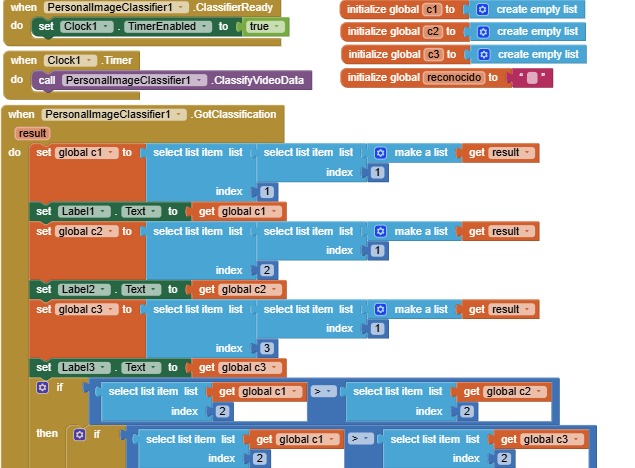 when PersonalImageClassifier1 .ClassifierReady
do set Clock1 . TimerEnabled to true
when Clock1 .Timer
do call PersonalImageClassifier1 .ClassifyVideoData
initialize global c1 to create empty list
initialize global c2 to create empty list
initialize global c3 to create empty list
initialize global reconocido to " "
when PersonalImageClassifier1 .GotClassification
result
do set global c1 to select list item list select list item list make a list get result
index 1
index 1
set Label1 . Text to get global c1
set global c2 to select list item list select list item list make a list get result
index 1
index 2
set Label2 . Text to get global c2
set global c3 to select list item list select list item list make a list get result
index 1
index 3
set Label3 . Text to get global c3
if select list item list get global c1 > select list item list get global c2
index 2 index 2
then if select list item list get global c1 > select list item list get global c3
index 2 index 2